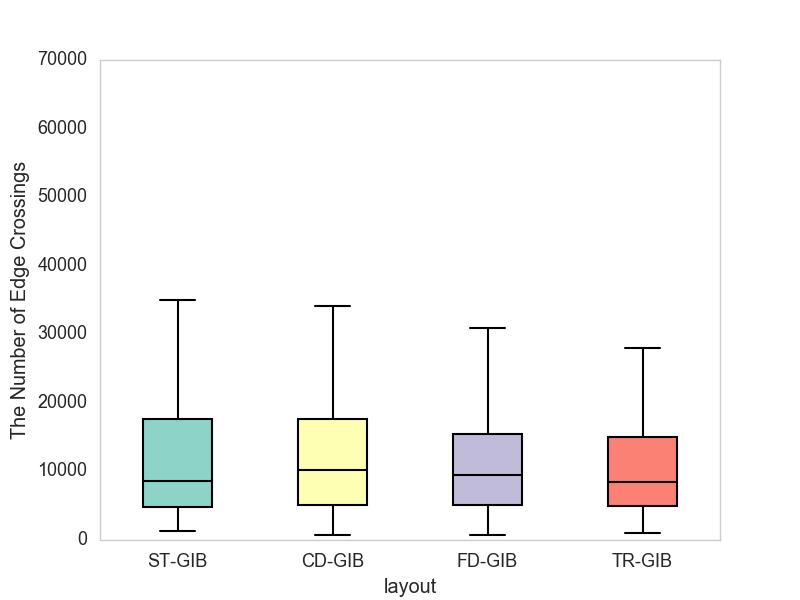 70000
60000
50000
40000
30000
20000
10000
0
The Number of Edge Crossings
ST-GIB
CD-GIB
FD-GIB
TR-GIB
layout